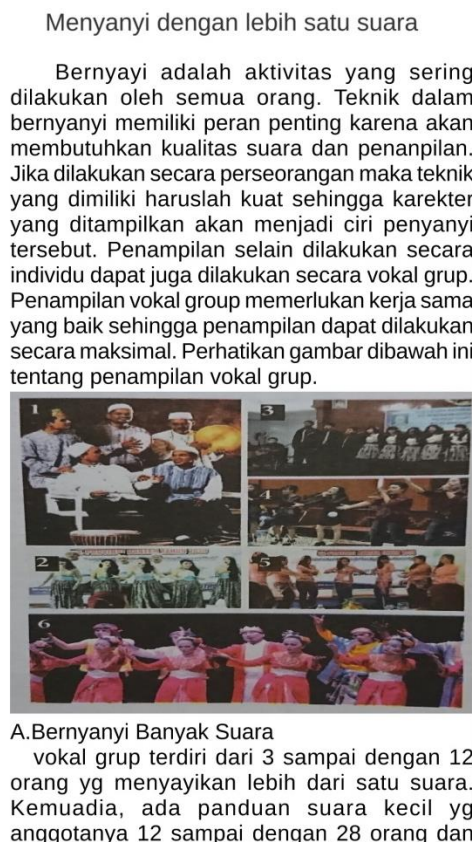 Menyanyi dengan lebih satu suara
Bernyayi adalah aktivitas yang sering
dilakukan oleh semua orang. Teknik dalam
bernyanyi memiliki peran penting karena akan
membutuhkan kualitas suara dan penanpilan.
Jika dilakukan secara perseorangan maka teknik
yang dimiliki haruslah kuat sehingga karekter
yang ditampilkan akan menjadi ciri penyanyi
tersebut. Penampilan selain dilakukan secara
individu dapat juga dilakukan secara vokal grup.
Penampilan vokal group memerlukan kerja sama
yang baik sehingga penampilan dapat dilakukan
secara maksimal. Perhatikan gambar dibawah ini
tentang penampilan vokal grup.
1
3
4
2
5
6
A.Bernyanyi Banyak Suara
vokal grup terdiri dari 3 sampai dengan 12
orang yg menyayikan lebih dari satu suara.
Kemuadia, ada panduan suara kecil yg
anggotanya 12 sampai dengan 28 orang dan